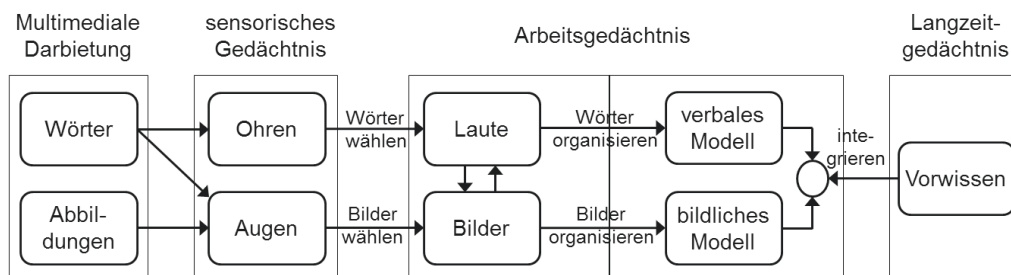 Multimediale
Darbietung
sensorisches
Gedächtnis
Arbeitsgedächtnis
Langzeit-
gedächtnis
Wörter
Ohren
Wörter
wählen
Laute
Wörter
organisieren
verbales
Modell
inte-
grieren
Vorwissen
Abbil-
dungen
Augen
Bilder
wählen
Bilder
Bilder
organisieren
bildliches
Modell